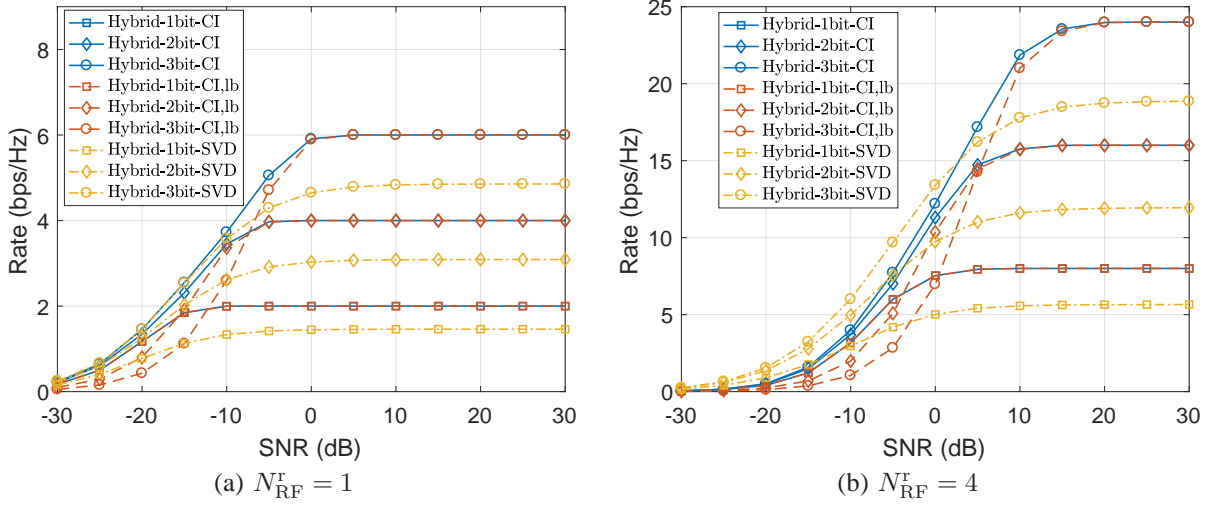 8
6
4
2
0
Rate (bps/Hz)
Hybrid-1bit-CI
Hybrid-2bit-CI
Hybrid-3bit-CI
Hybrid-1bit-CI,lb
Hybrid-2bit-CI,lb
Hybrid-3bit-CI,lb
Hybrid-1bit-SVD
Hybrid-2bit-SVD
Hybrid-3bit-SVD
-30 -20 -10 0 10 20 30
SNR (dB)
(a) N_RF^r = 1
25
20
15
10
5
0
Rate (bps/Hz)
Hybrid-1bit-CI
Hybrid-2bit-CI
Hybrid-3bit-CI
Hybrid-1bit-CI,lb
Hybrid-2bit-CI,lb
Hybrid-3bit-CI,lb
Hybrid-1bit-SVD
Hybrid-2bit-SVD
Hybrid-3bit-SVD
-30 -20 -10 0 10 20 30
SNR (dB)
(b) N_RF^r = 4